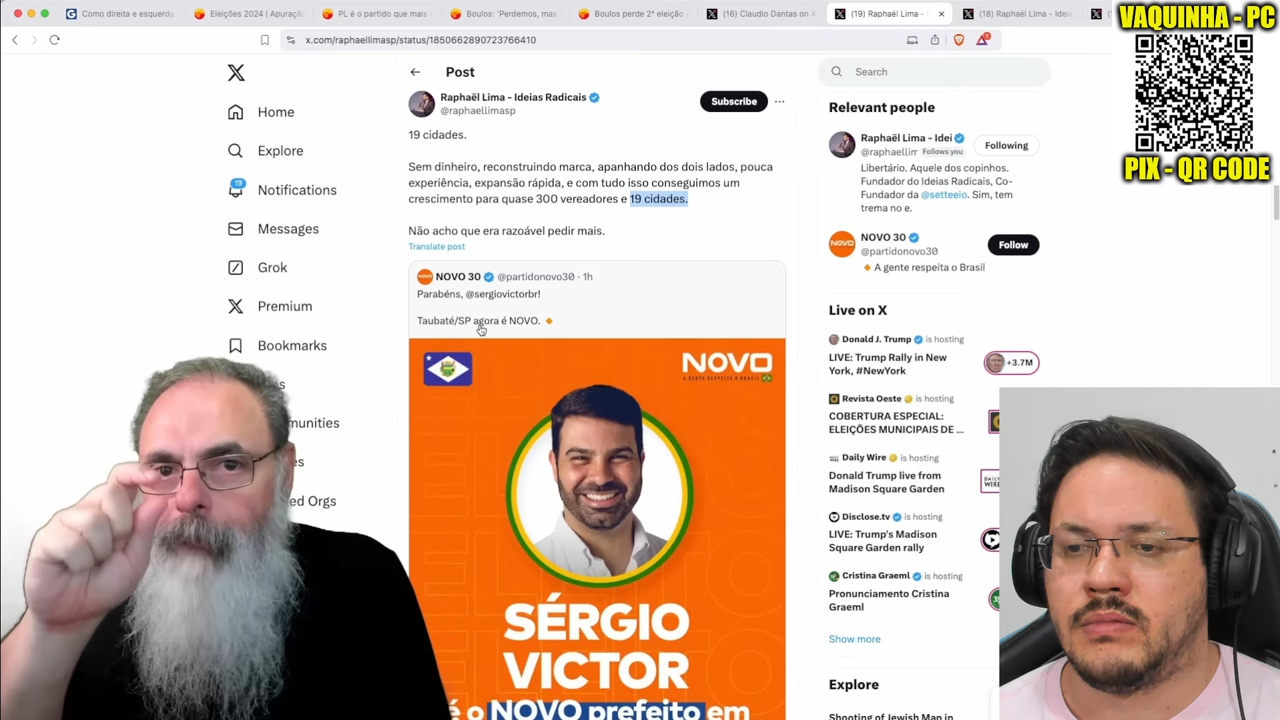 Como direita e esquerda
Eleições 2024 | Apuraçã
PL é o partido que mais
Boulos: "Perdemos, mas
Boulos perde 2ª eleição
(16) Claudio Dantas on X
(19) Raphaël Lima -
(18) Raphaël Lima - Ideia
VAQUINHA - PC
x.com/raphaellimasp/status/1850662890723766410
PIX - QR CODE
Home
Explore
19
Notifications
Messages
Grok
Premium
Bookmarks
munities
ed Orgs
Post
Raphaël Lima - Ideias Radicais
@raphaellimasp
Subscribe
19 cidades.
Sem dinheiro, reconstruindo marca, apanhando dos dois lados, pouca
experiência, expansão rápida, e com tudo isso conseguimos um
crescimento para quase 300 vereadores e 19 cidades.
Não acho que era razoável pedir mais.
Translate post
NOVO 30 @partidonovo30 · 1h
Parabéns, @sergiovictorbr!
Taubaté/SP agora é NOVO.
NOVO
A GENTE RESPEITA O BRASIL
SÉRGIO
VICTOR
é o NOVO prefeito em
Search
Relevant people
Raphaël Lima - Idei
@raphaellir Follows you
Following
Libertário. Aquele dos copinhos.
Fundador do Ideias Radicais, Co-
Fundador da @setteeio. Sim, tem
trema no e.
NOVO
NOVO 30
@partidonovo30
Follow
A gente respeita o Brasil
Live on X
Donald J. Trump is hosting
LIVE: Trump Rally in New
York, #NewYork
+3.7M
Revista Oeste is hosting
COBERTURA ESPECIAL:
ELEIÇÕES MUNICIPAIS DE ...
Daily Wire is hosting
Donald Trump live from
Madison Square Garden
Disclose.tv is hosting
LIVE: Trump's Madison
Square Garden rally
Cristina Graeml is hosting
Pronunciamento Cristina
Graeml
Show more
Explore
Shooting of Jewish Man in